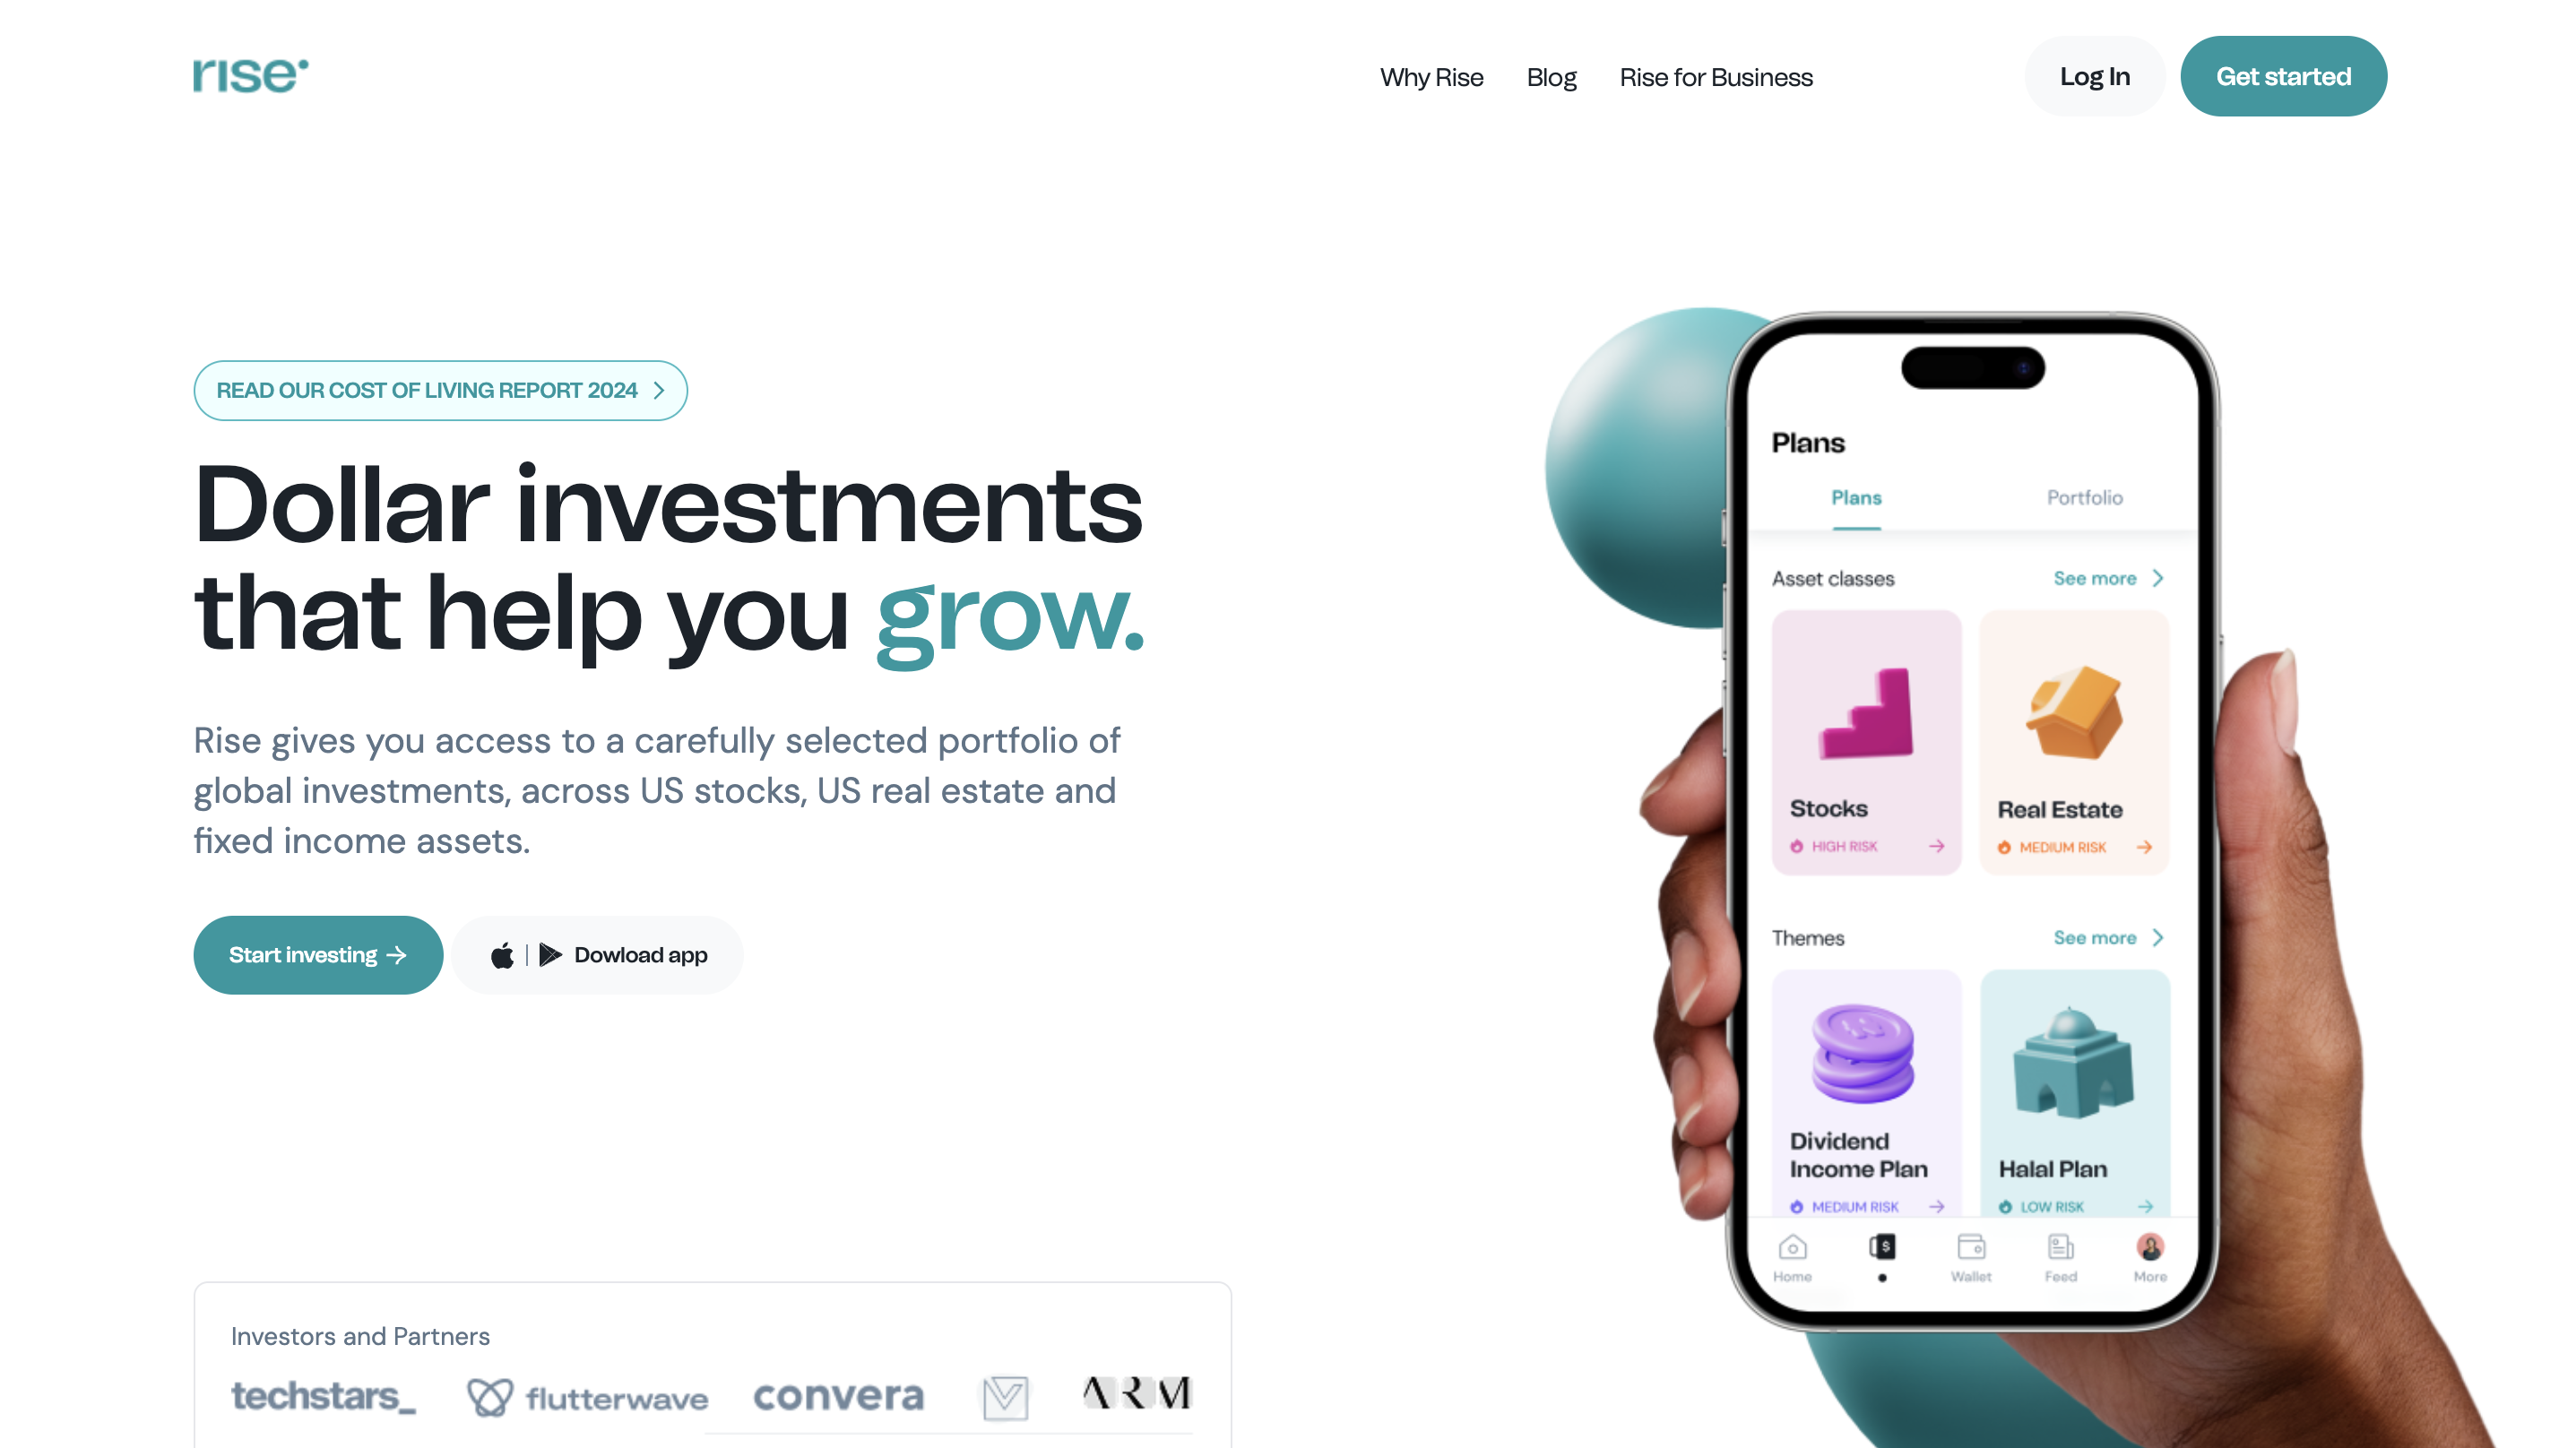 rise
Why Rise
Blog
Rise for Business
Log In
Get started
READ OUR COST OF LIVING REPORT 2024
Dollar investments
that help you grow.
Rise gives you access to a carefully selected portfolio of
global investments, across US stocks, US real estate and
fixed income assets.
Start investing
Dowload app
Investors and Partners
techstars_
flutterwave
convera
ARM
Plans
Plans
Portfolio
Asset classes
See more
Stocks
HIGH RISK
Real Estate
MEDIUM RISK
Themes
See more
Dividend
Income Plan
MEDIUM RISK
Halal Plan
LOW RISK
$
Home
Wallet
Feed
More